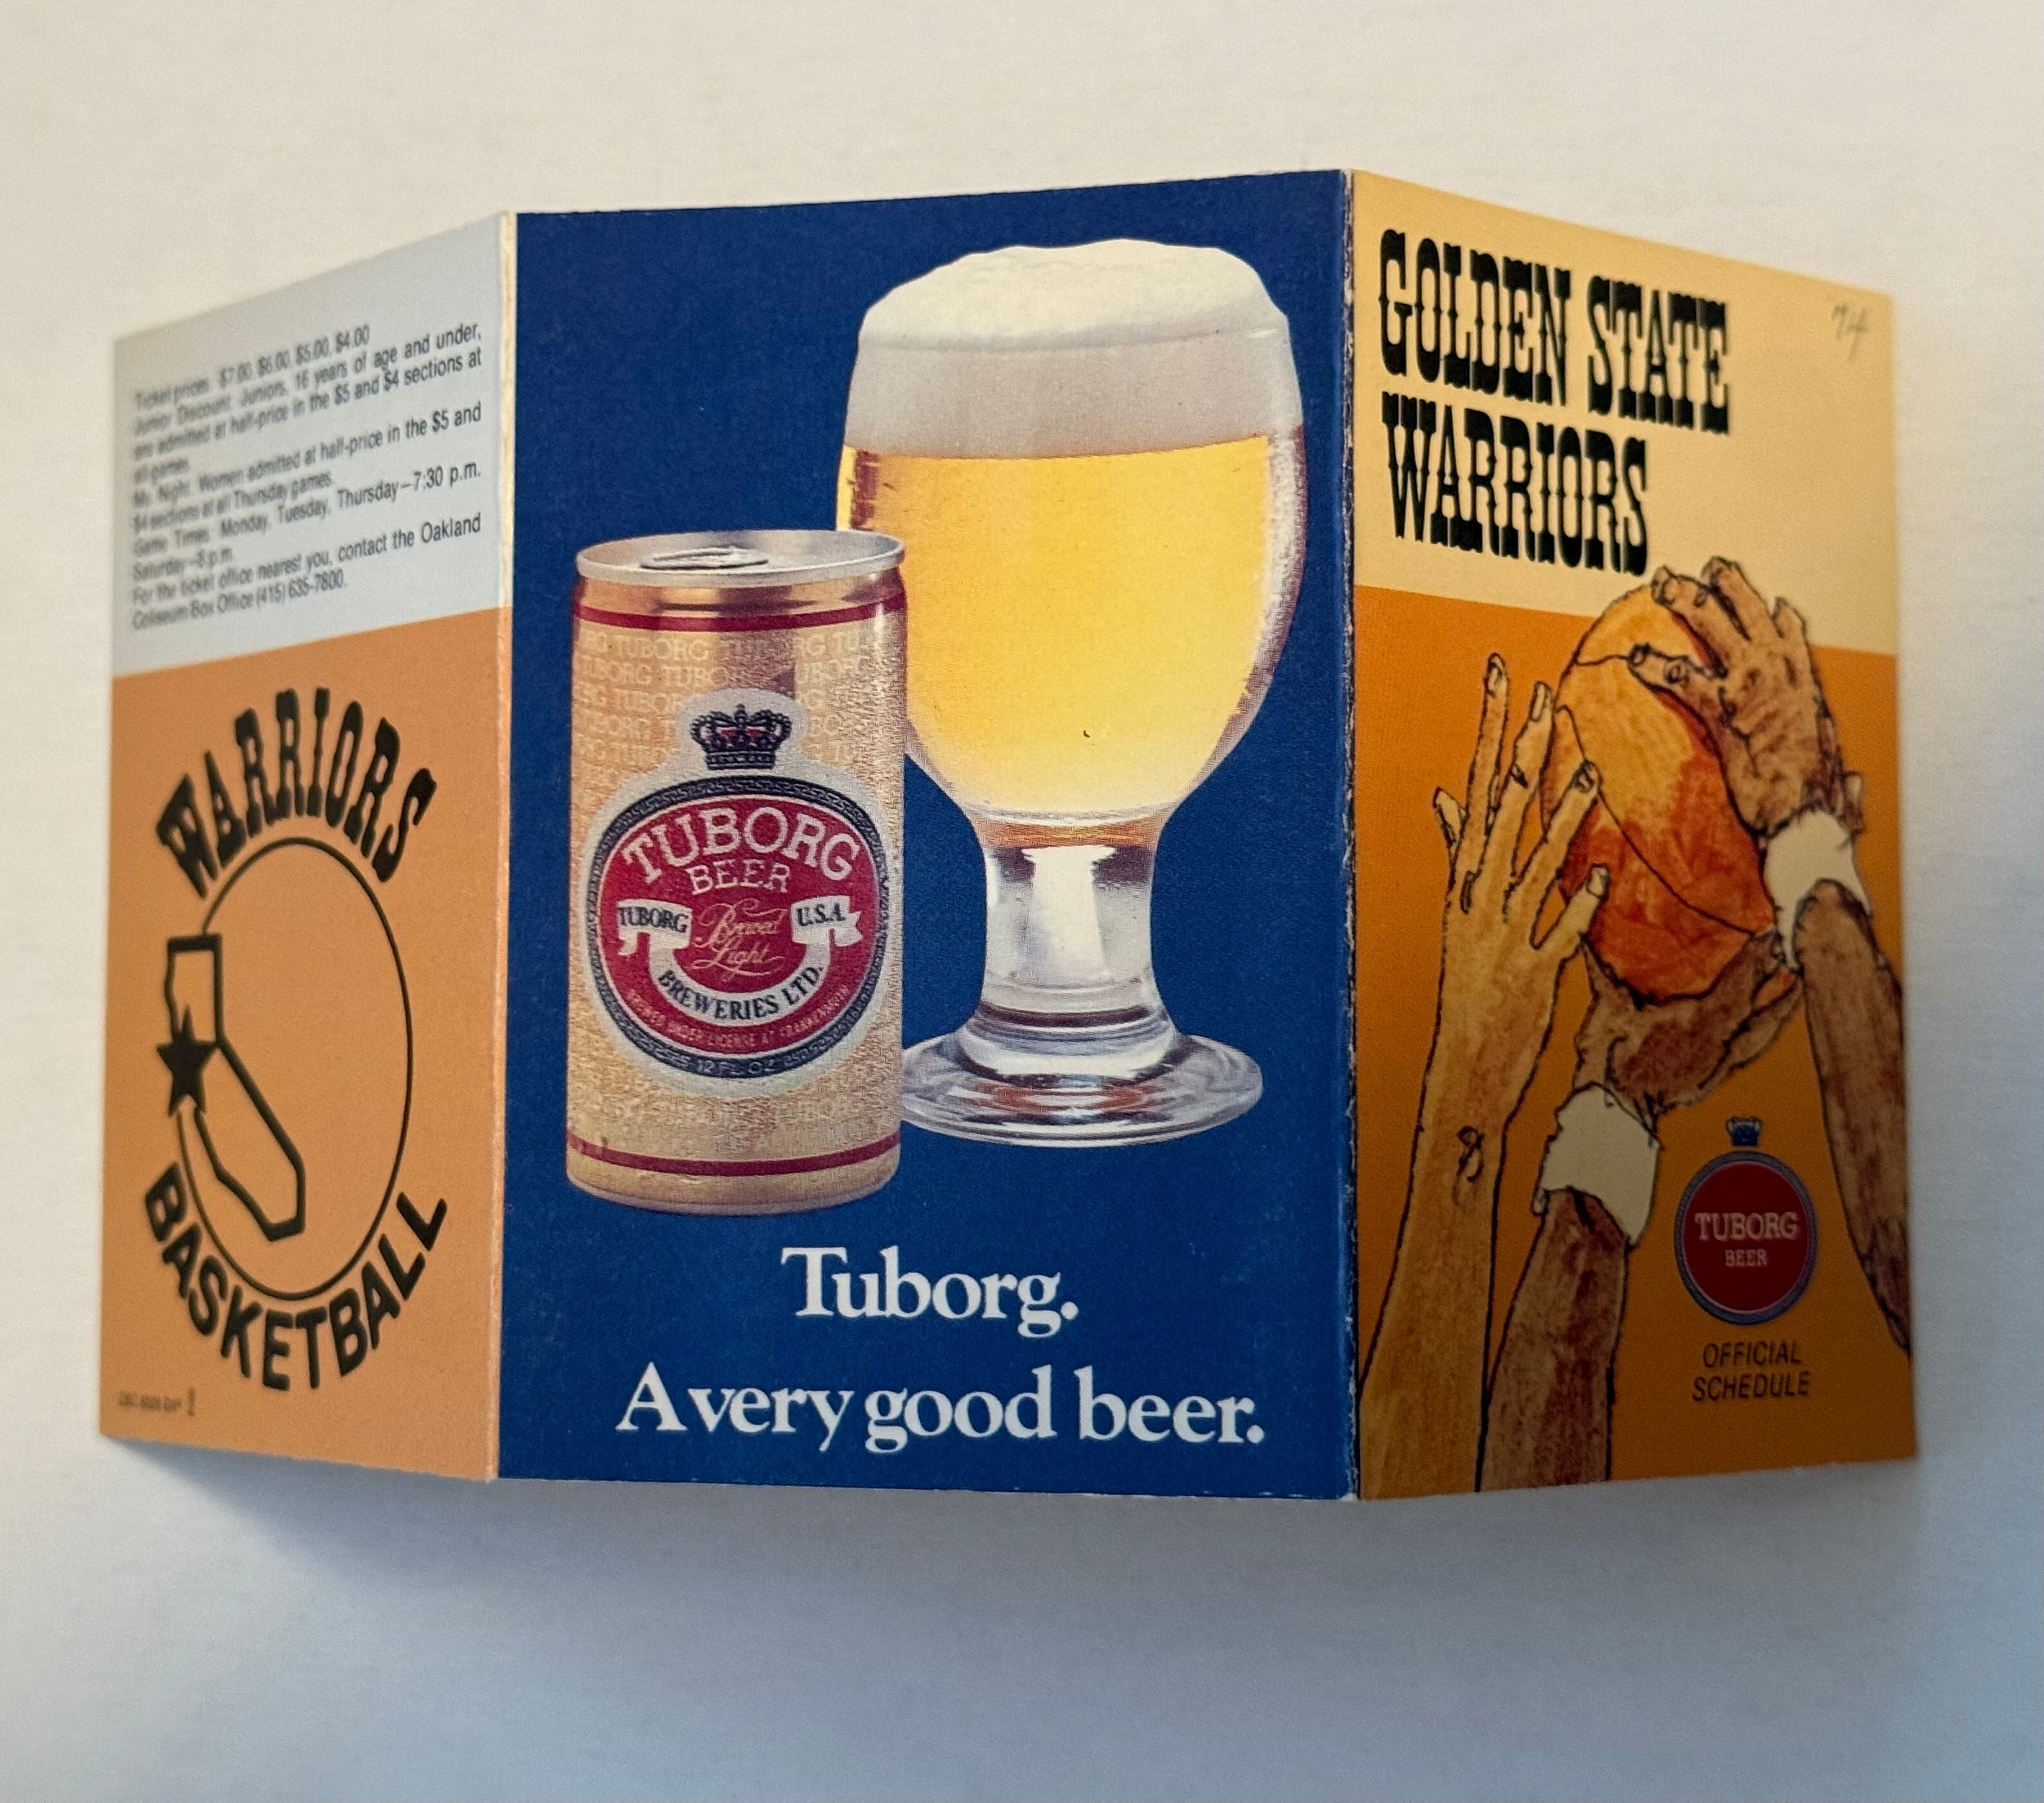 Ticket prices: $7.00, $6.00, $5.00, $4.00
Junior Discount: Juniors, 16 years of age and under,
are admitted at half-price in the $5 and $4 sections at
all games.
Ms. Night: Women admitted at half-price in the $5 and
$4 sections at all Thursday games.
Game Times: Monday, Tuesday, Thursday–7:30 p.m.
Saturday–8 p.m.
For the ticket office nearest you, contact the Oakland
Coliseum Box Office (415) 635-7800.
WARRIORS
BASKETBALL
TUBORG
BEER
TUBORG
Brewed
Light
U.S.A.
BREWERIES LTD.
12 FL. OZ.
Tuborg.
A very good beer.
GOLDEN STATE
WARRIORS
74
TUBORG
BEER
OFFICIAL
SCHEDULE